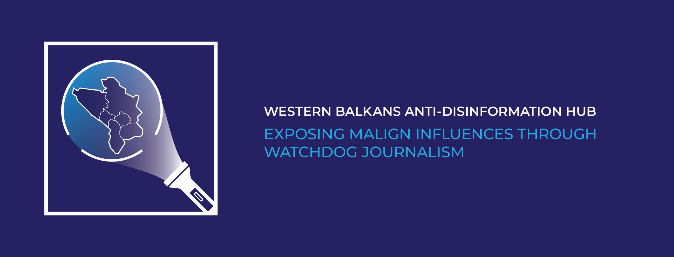 WESTERN BALKANS ANTI-DISINFORMATION HUB
EXPOSING MALIGN INFLUENCES THROUGH
WATCHDOG JOURNALISM